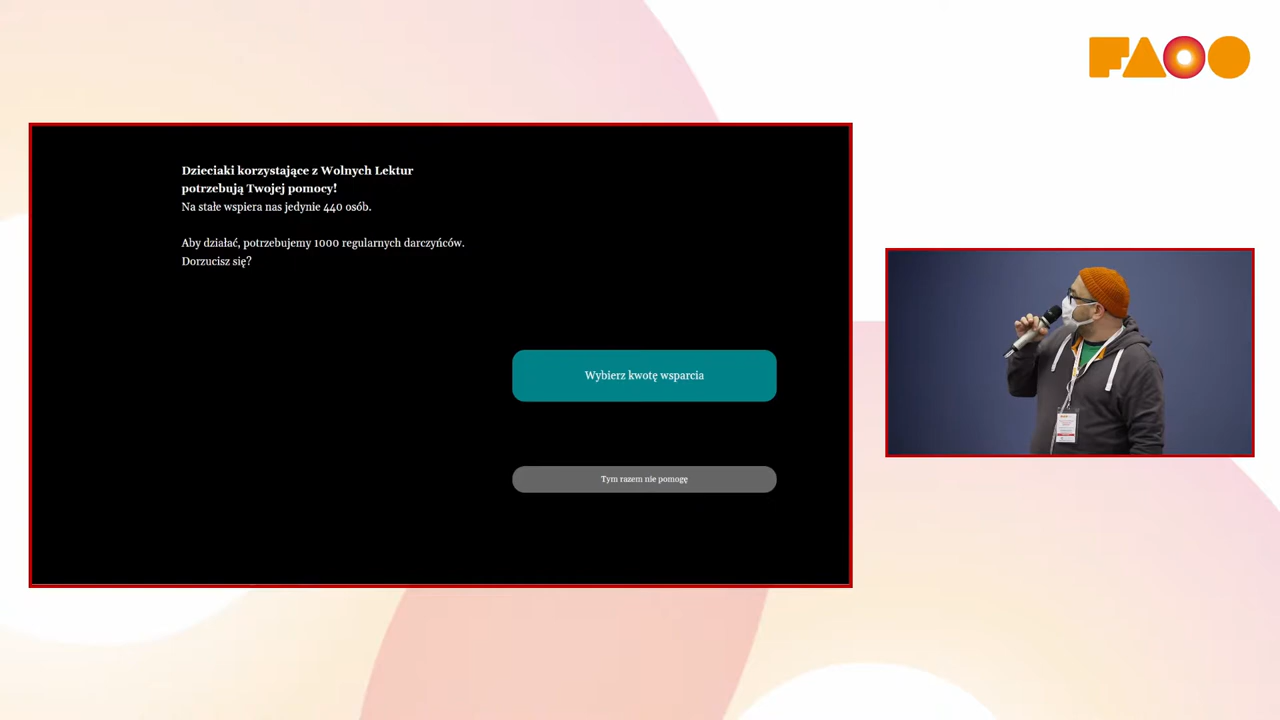 FAOO
Dzieciaki korzystające z Wolnych Lektur
potrzebują Twojej pomocy!
Na stałe wspiera nas jedynie 440 osób.
Aby działać, potrzebujemy 1000 regularnych darczyńców.
Dorzucisz się?
Wybierz kwotę wsparcia
Tym razem nie pomogę